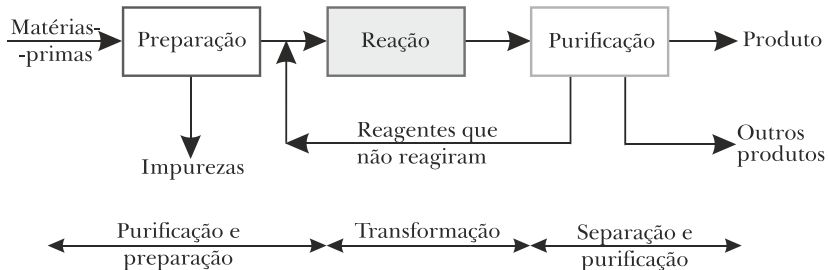 Matérias-
-primas
Preparação
Reação
Purificação
Produto
Reagentes que
não reagiram
Impurezas
Outros
produtos
Purificação e
preparação
Transformação
Separação e
purificação